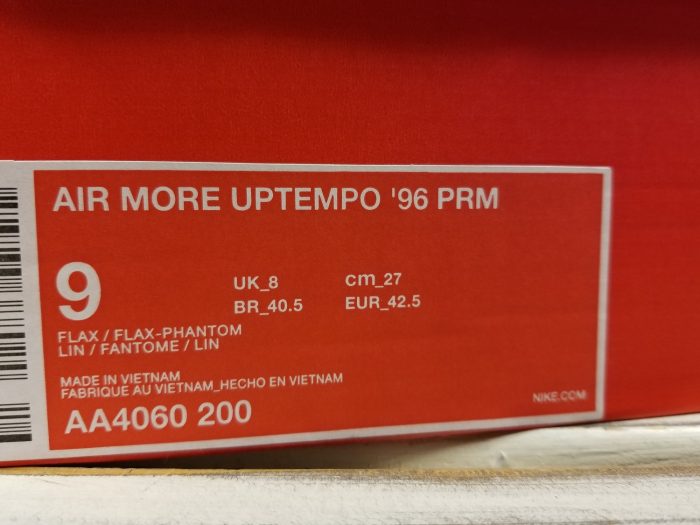 AIR MORE UPTEMPO '96 PRM
9
UK_8 cm_27
BR_40.5 EUR_42.5
FLAX / FLAX-PHANTOM
LIN / FANTOME / LIN
MADE IN VIETNAM
FABRIQUE AU VIETNAM_HECHO EN VIETNAM
AA4060 200
NIKE.COM